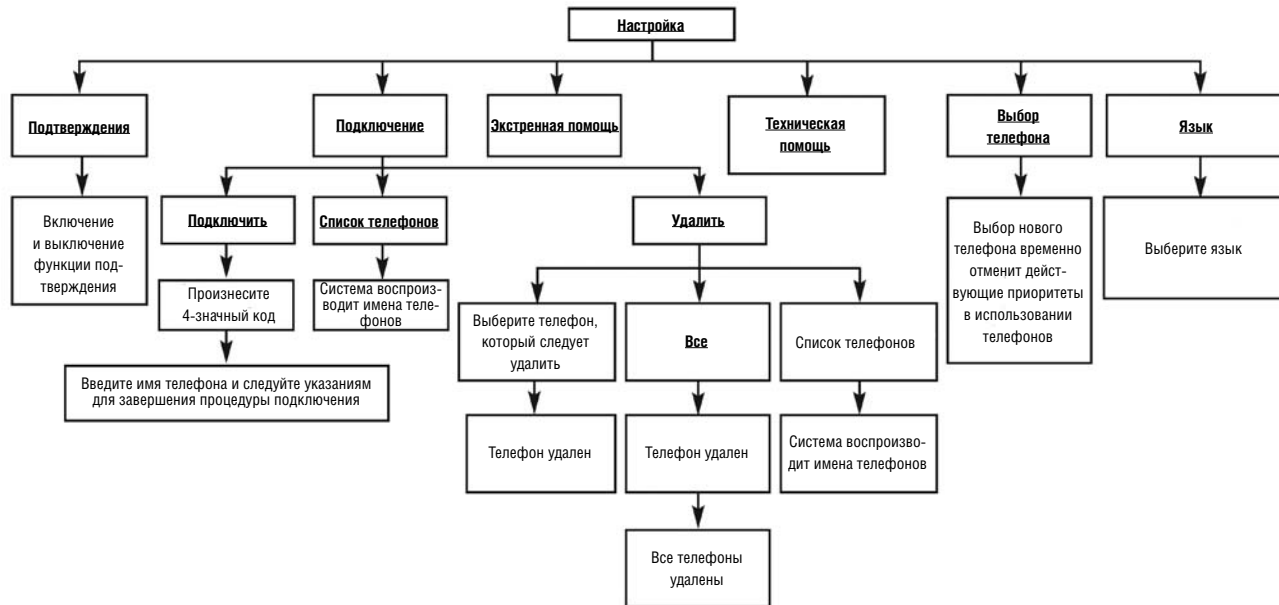 Настройка
Подтверждения
Подключение
Экстренная помощь
Техническая
помощь
Выбор
телефона
Язык
Включение
и выключение
функции под-
тверждения
Подключить
Список телефонов
Удалить
Выбор нового
телефона временно
отменит дейст-
вующие приоритеты
в использовании
телефонов
Выберите язык
Произнесите
4-значный код
Система воспроиз-
водит имена теле-
фонов
Введите имя телефона и следуйте указаниям
для завершения процедуры подключения
Выберите телефон,
который следует
удалить
Все
Список телефонов
Телефон удален
Телефон удален
Система воспроизво-
дит имена телефонов
Все телефоны
удалены